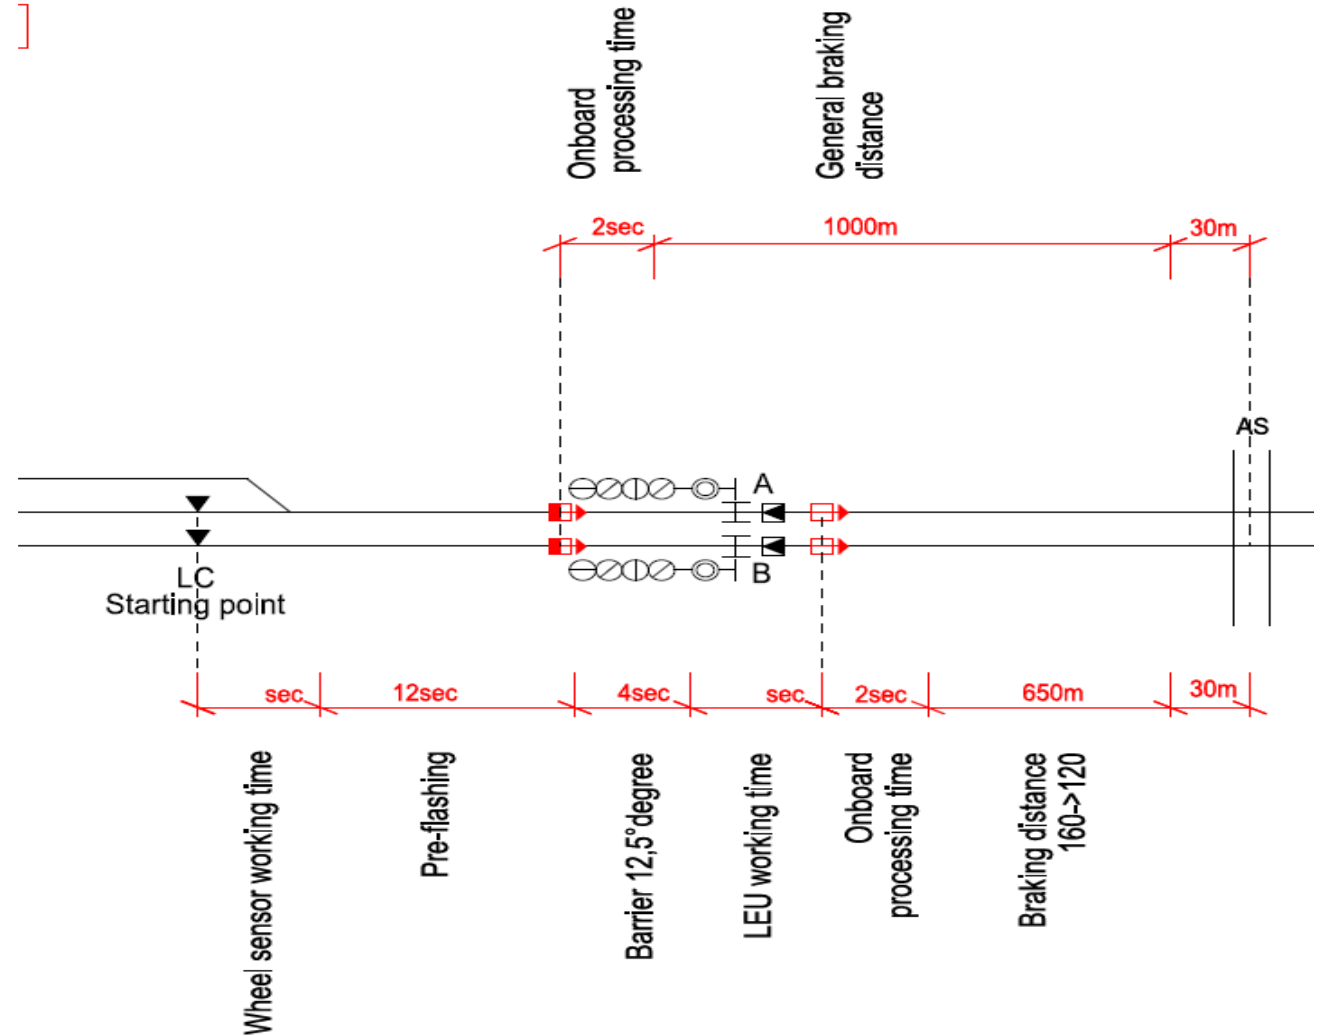 Onboard
processing time
General braking
distance
2sec
1000m
30m
AS
A
B
LC
Starting point
sec
12sec
4sec
sec
2sec
650m
30m
Wheel sensor working time
Pre-flashing
Barrier 12,5°degree
LEU working time
Onboard
processing time
Braking distance
160->120